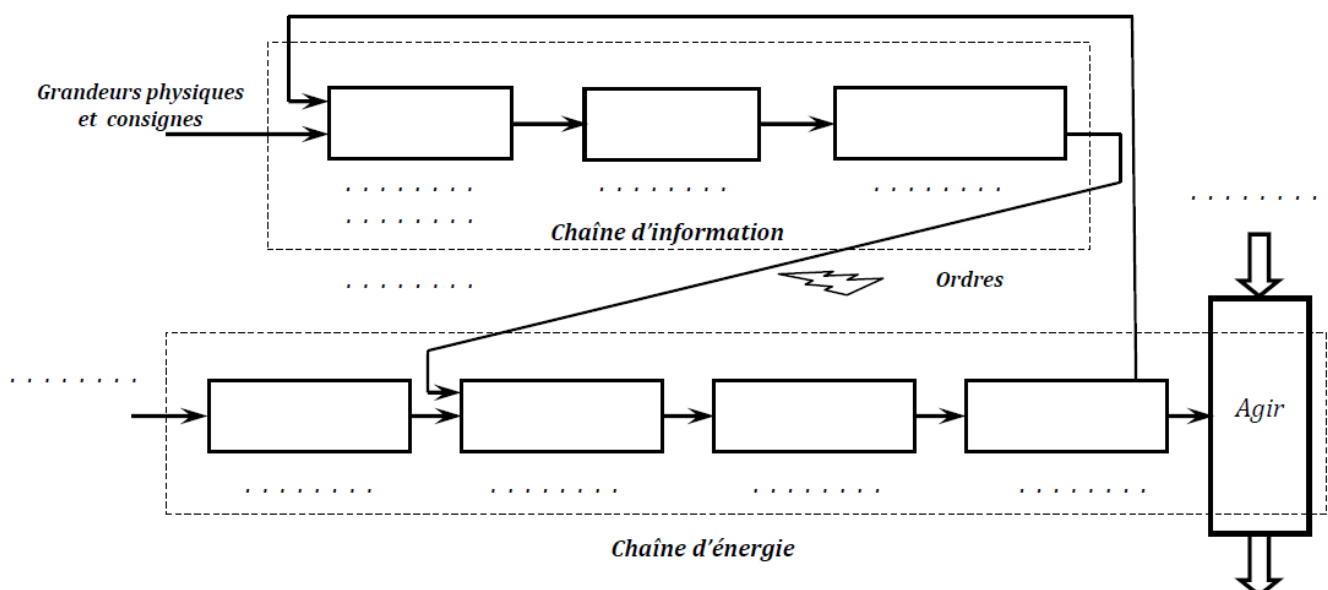 Grandeurs physiques
et consignes
. . . . . . . .
. . . . . . . .
. . . . . . . .
. . . . . . . .
. . . . . . . .
Chaîne d'information
. . . . . . . .
Ordres
. . . . . . . .
Agir
. . . . . . . .
. . . . . . . .
. . . . . . . .
. . . . . . . .
Chaîne d'énergie